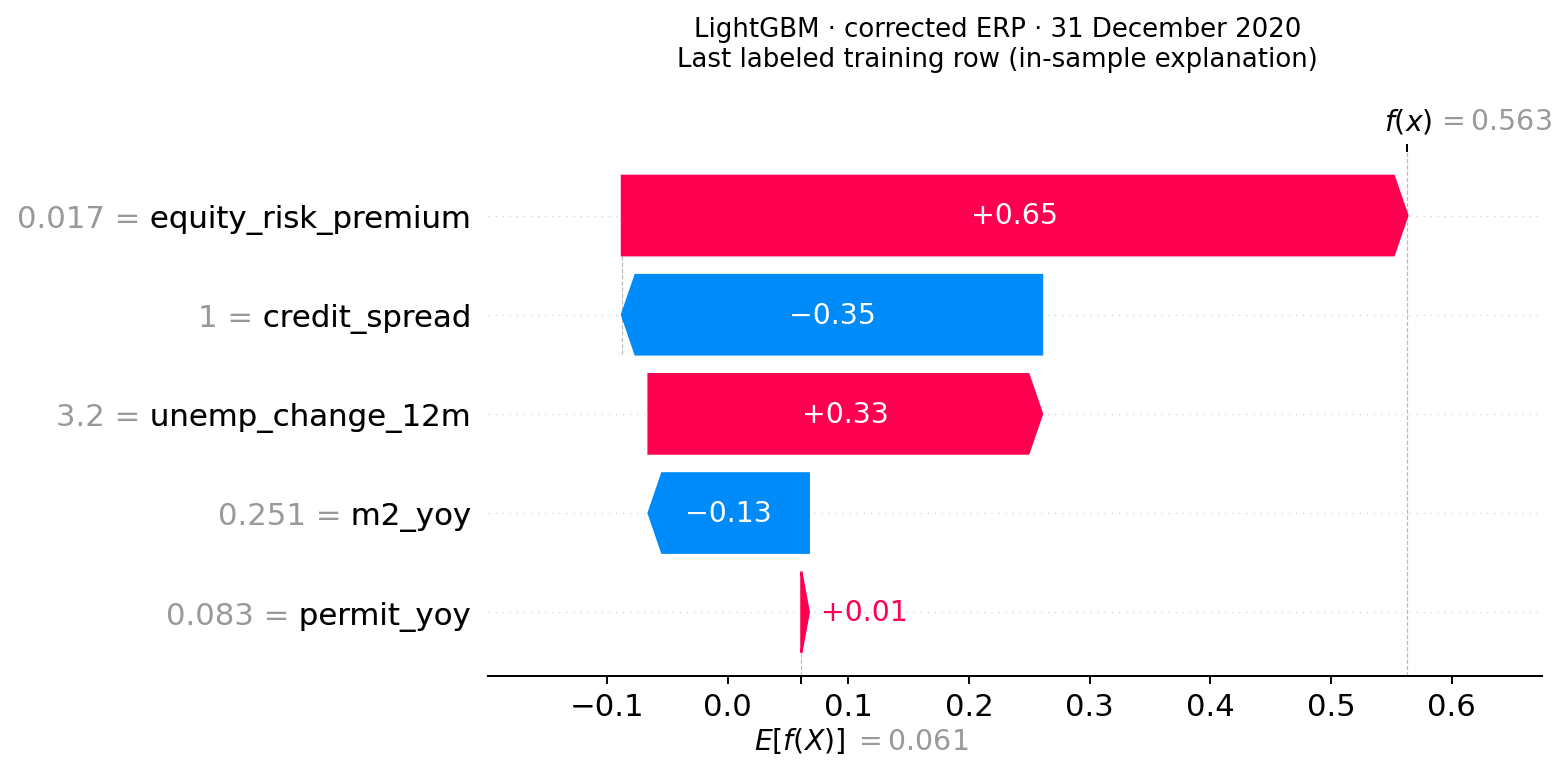 LightGBM · corrected ERP · 31 December 2020
Last labeled training row (in-sample explanation)
f(x) = 0.563
0.017 = equity_risk_premium
+0.65
1 = credit_spread
−0.35
3.2 = unemp_change_12m
+0.33
0.251 = m2_yoy
−0.13
0.083 = permit_yoy
+0.01
−0.1 0.0 0.1 0.2 0.3 0.4 0.5 0.6
E[f(X)] = 0.061